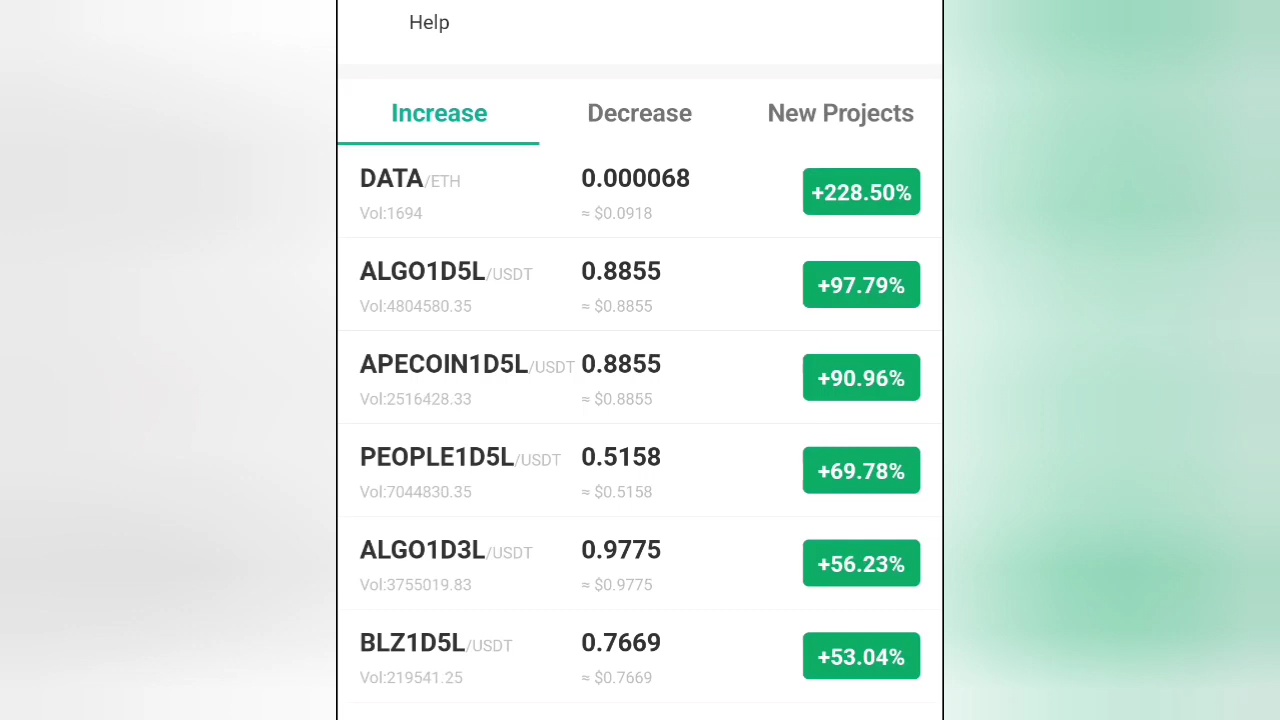 Help
Increase Decrease New Projects
DATA/ETH 0.000068 +228.50%
Vol:1694 ≈ $0.0918
ALGO1D5L/USDT 0.8855 +97.79%
Vol:4804580.35 ≈ $0.8855
APECOIN1D5L/USDT 0.8855 +90.96%
Vol:2516428.33 ≈ $0.8855
PEOPLE1D5L/USDT 0.5158 +69.78%
Vol:7044830.35 ≈ $0.5158
ALGO1D3L/USDT 0.9775 +56.23%
Vol:3755019.83 ≈ $0.9775
BLZ1D5L/USDT 0.7669 +53.04%
Vol:219541.25 ≈ $0.7669